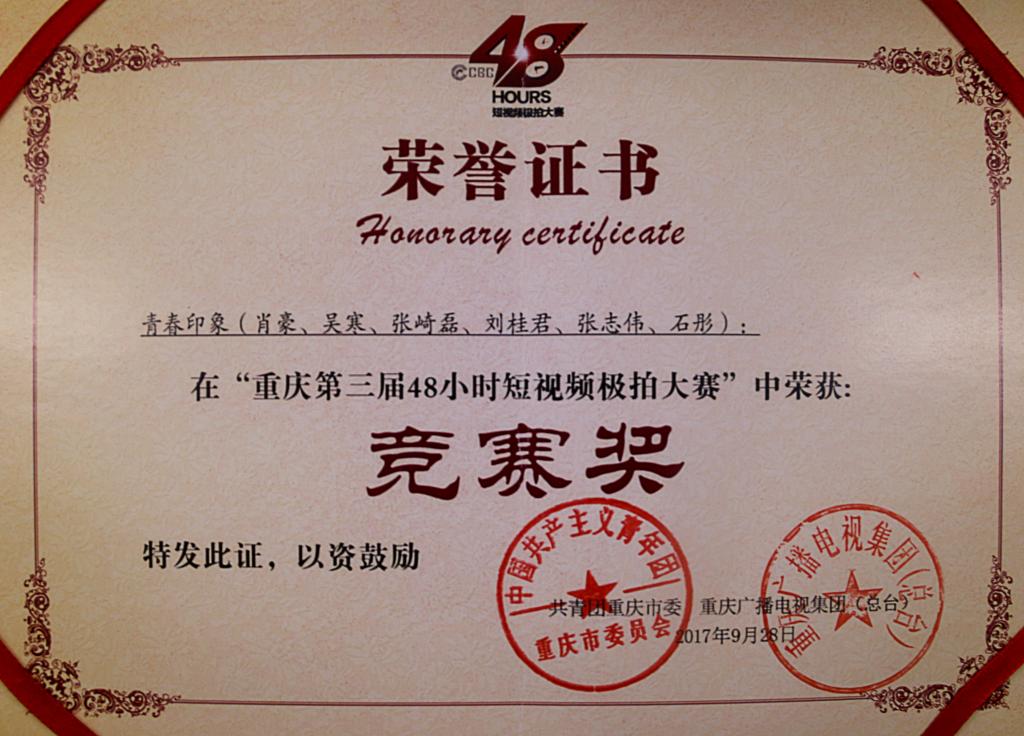 48
CBC
HOURS
短视频极拍大赛
荣誉证书
Honorary certificate
青春印象（肖豪、吴寒、张崎磊、刘桂君、张志伟、石彤）：
在“重庆第三届48小时短视频极拍大赛”中荣获:
竞赛奖
特发此证，以资鼓励
中国共产主义青年团
重庆市委员会
重庆广播电视集团(总台)
共青团重庆市委 重庆广播电视集团（总台）
2017年9月28日